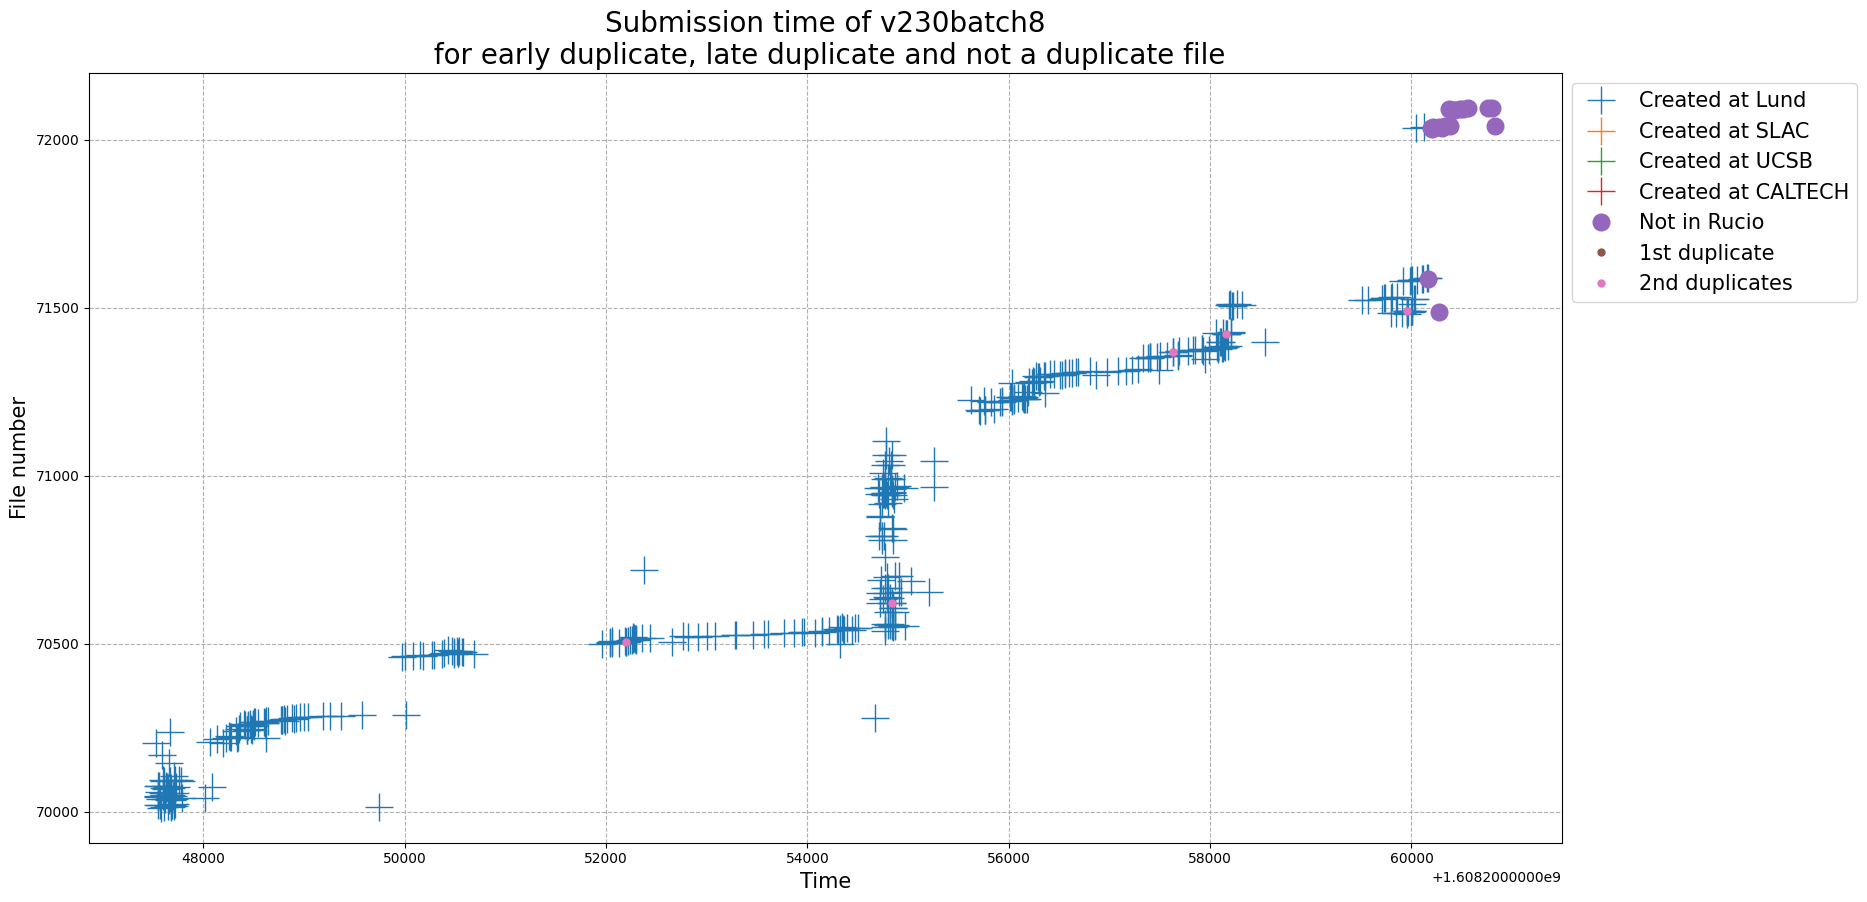 Submission time of v230batch8
for early duplicate, late duplicate and not a duplicate file
File number
72000
71500
71000
70500
70000
48000 50000 52000 54000 56000 58000 60000
+1.6082000000e9
Time
Created at Lund
Created at SLAC
Created at UCSB
Created at CALTECH
Not in Rucio
1st duplicate
2nd duplicates